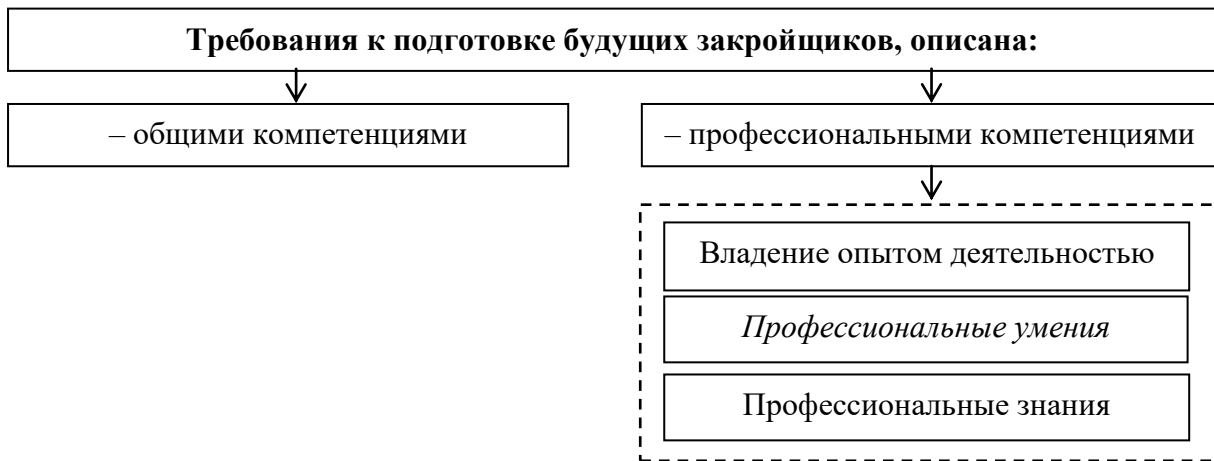 Требования к подготовке будущих закройщиков, описана:
– общими компетенциями
– профессиональными компетенциями
Владение опытом деятельностью
Профессиональные умения
Профессиональные знания